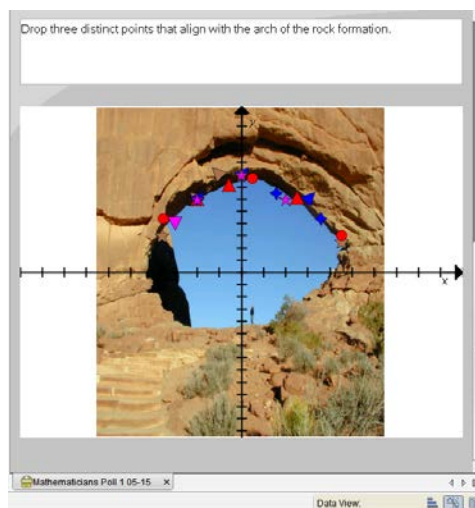 Drop three distinct points that align with the arch of the rock formation.
y
x
Mathematicians Poll 1 05-15 ×
Data View: